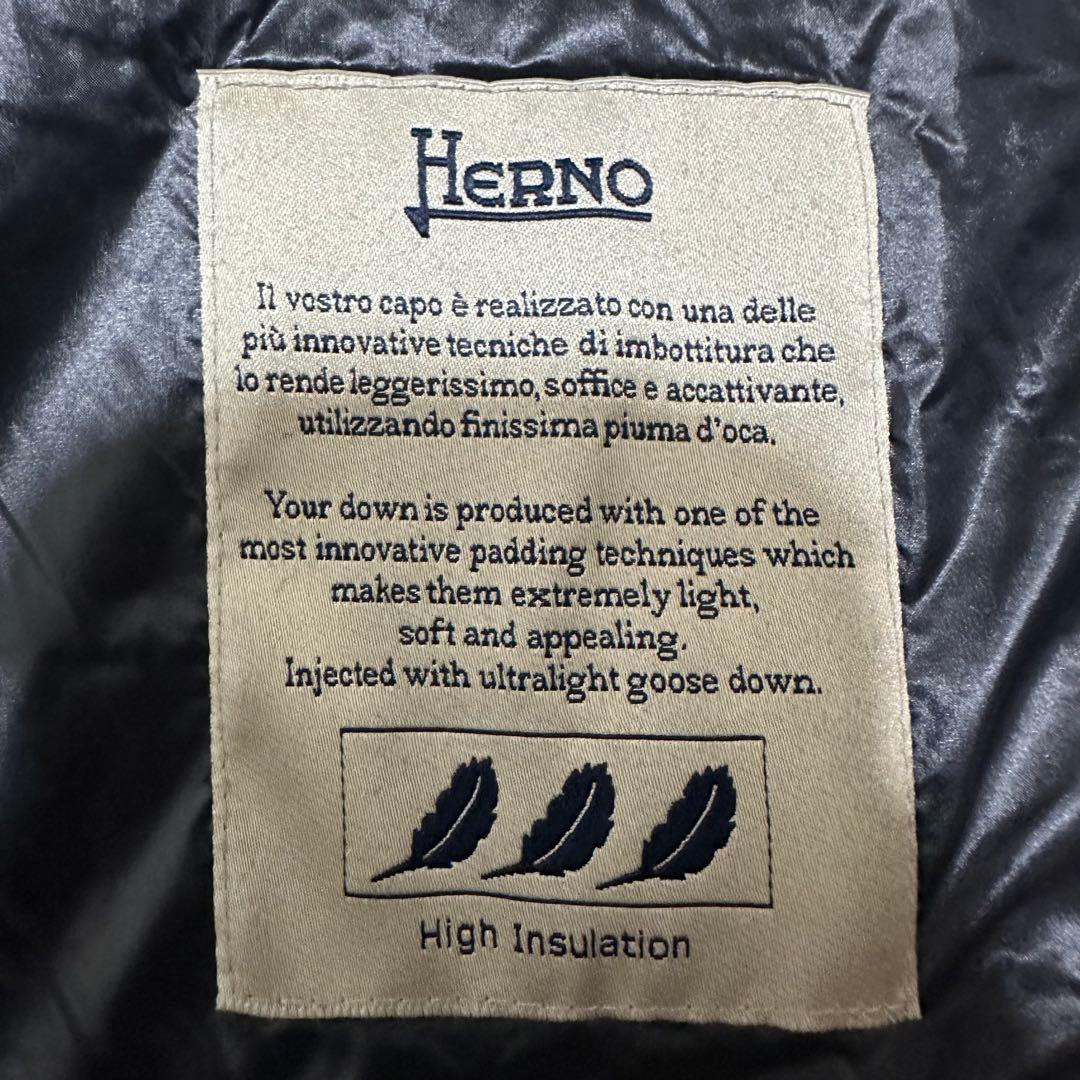 HERNO
Il vostro capo è realizzato con una delle
più innovative tecniche di imbottitura che
lo rende leggerissimo, soffice e accattivante,
utilizzando finissima piuma d'oca.
Your down is produced with one of the
most innovative padding techniques which
makes them extremely light,
soft and appealing.
Injected with ultralight goose down.
High Insulation